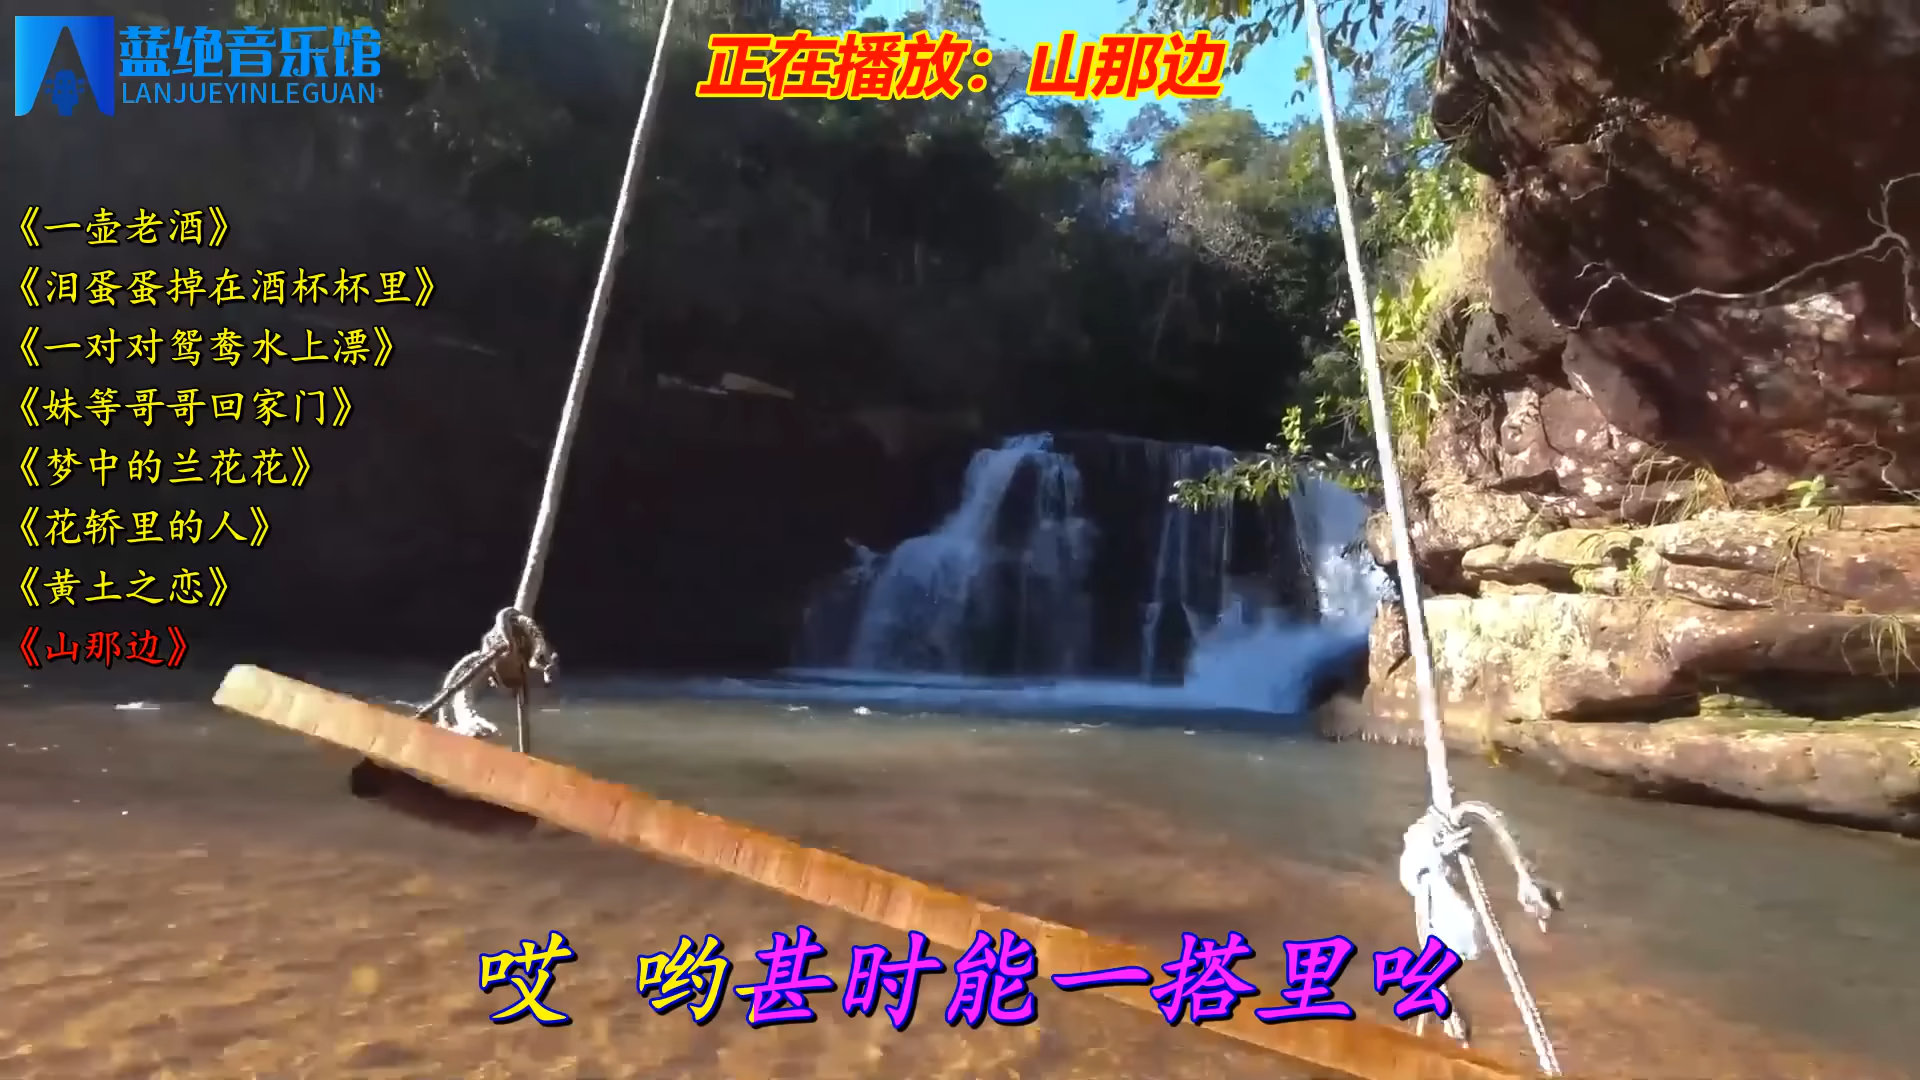 蓝绝音乐馆
LANJUEYINLEGUAN
正在播放：山那边
《一壶老酒》
《泪蛋蛋掉在酒杯杯里》
《一对对鸳鸯水上漂》
《妹等哥哥回家门》
《梦中的兰花花》
《花轿里的人》
《黄土之恋》
《山那边》
哎 哟甚时能一搭里吆